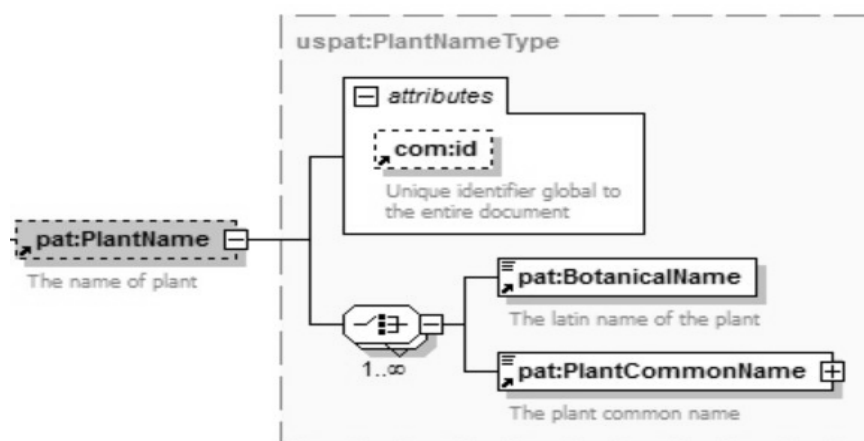 uspat:PlantNameType
attributes
com:id
Unique identifier global to
the entire document
pat:PlantName
The name of plant
pat:BotanicalName
The latin name of the plant
1..∞
pat:PlantCommonName
The plant common name